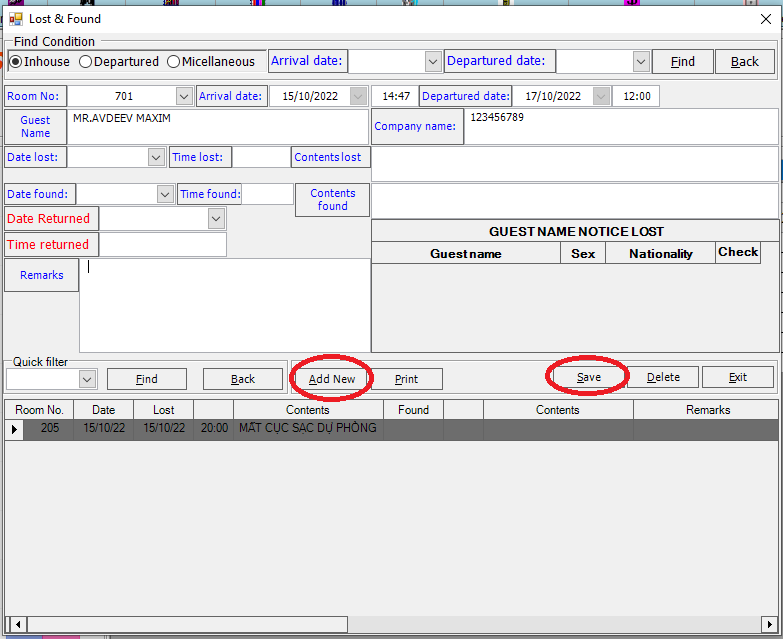 Lost & Found
Find Condition
Inhouse Departured Micellaneous Arrival date: Departured date: Find Back
Room No: 701 Arrival date: 15/10/2022 14:47 Departured date: 17/10/2022 12:00
Guest Name MR.AVDEEV MAXIM Company name: 123456789
Date lost: Time lost: Contents lost
Date found: Time found: Contents found
Date Returned
Time returned
GUEST NAME NOTICE LOST
Guest name Sex Nationality Check
Remarks
Quick filter
Find Back Add New Print Save Delete Exit
Room No. Date Lost Contents Found Contents Remarks
205 15/10/22 15/10/22 20:00 MẤT CỤC SẠC DỰ PHÒNG